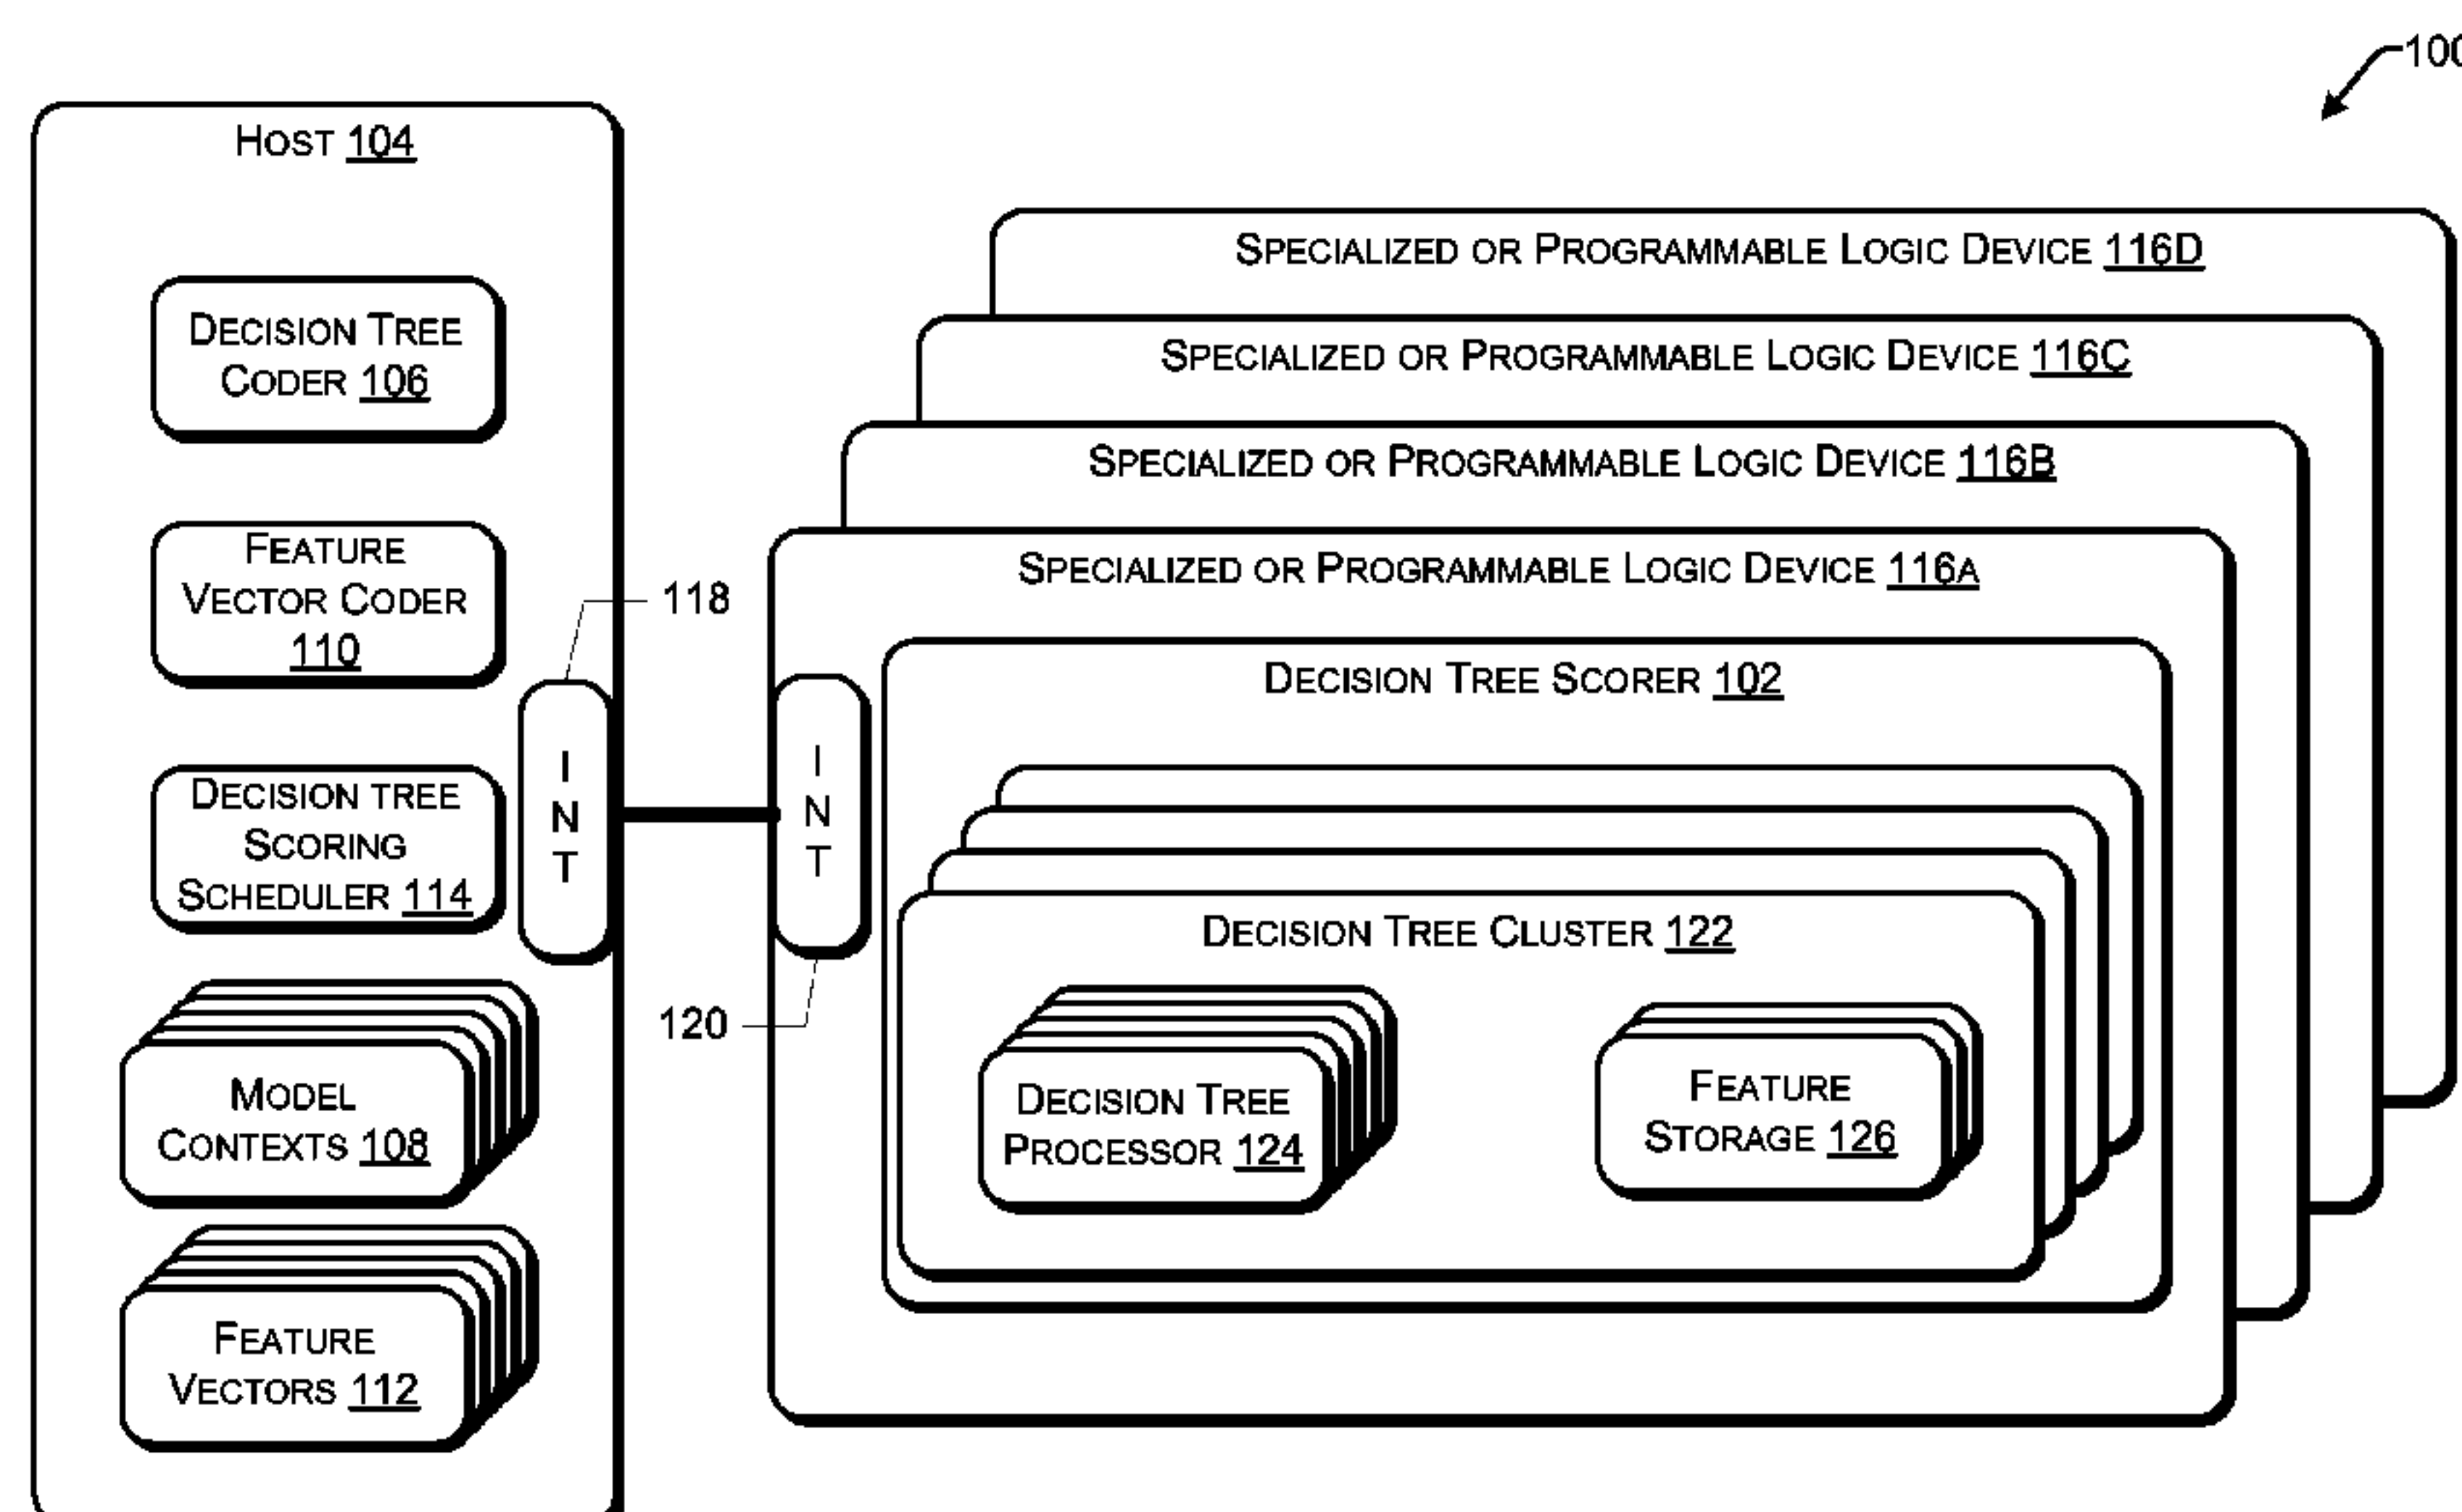 100
HOST 104
DECISION TREE
CODER 106
FEATURE
VECTOR CODER
110
DECISION TREE
SCORING
SCHEDULER 114
MODEL
CONTEXTS 108
FEATURE
VECTORS 112
118
I
N
T
120
I
N
T
SPECIALIZED OR PROGRAMMABLE LOGIC DEVICE 116D
SPECIALIZED OR PROGRAMMABLE LOGIC DEVICE 116C
SPECIALIZED OR PROGRAMMABLE LOGIC DEVICE 116B
SPECIALIZED OR PROGRAMMABLE LOGIC DEVICE 116A
DECISION TREE SCORER 102
DECISION TREE CLUSTER 122
DECISION TREE
PROCESSOR 124
FEATURE
STORAGE 126